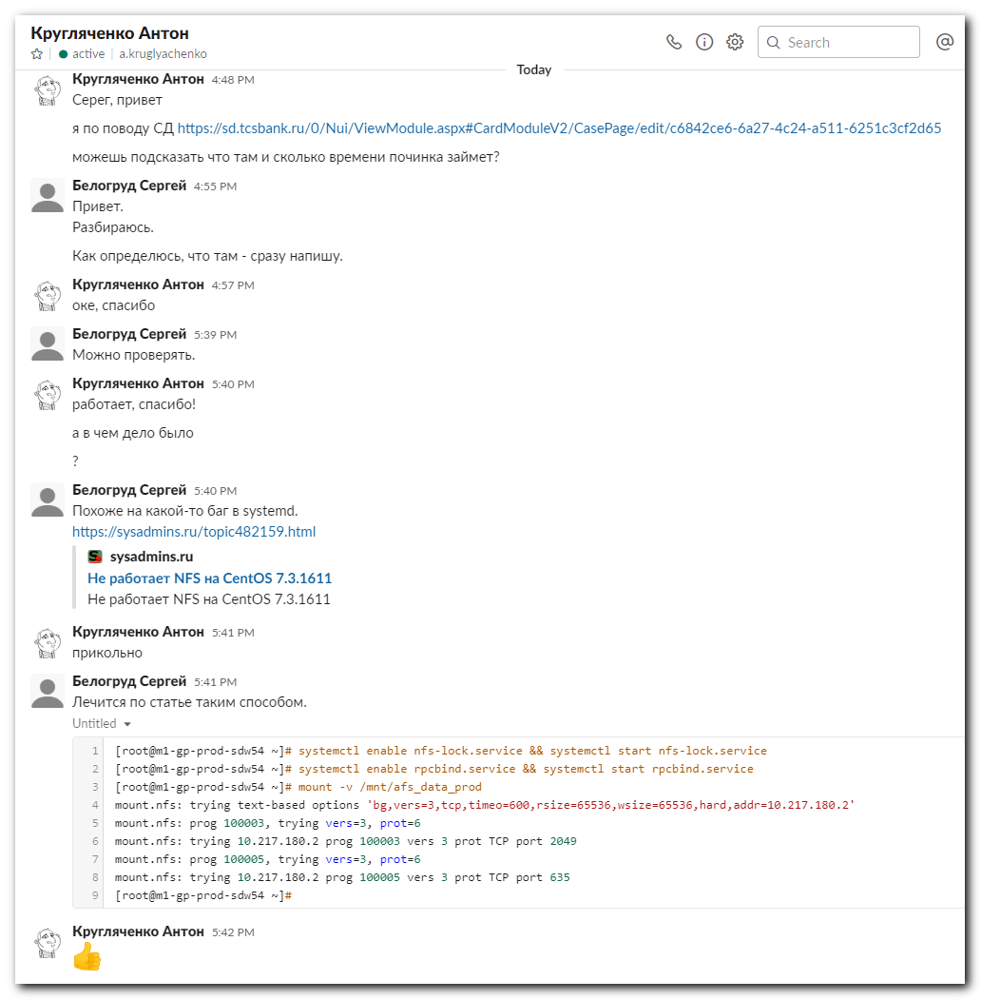 Кругляченко Антон
active a.kruglyachenko
Search
Today
Кругляченко Антон 4:48 PM
Серег, привет
я по поводу СД https://sd.tcsbank.ru/0/Nui/ViewModule.aspx#CardModuleV2/CasePage/edit/c6842ce6-6a27-4c24-a511-6251c3cf2d65
можешь подсказать что там и сколько времени починка займет?
Белогруд Сергей 4:55 PM
Привет.
Разбираюсь.
Как определюсь, что там - сразу напишу.
Кругляченко Антон 4:57 PM
оке, спасибо
Белогруд Сергей 5:39 PM
Можно проверять.
Кругляченко Антон 5:40 PM
работает, спасибо!
а в чем дело было
?
Белогруд Сергей 5:40 PM
Похоже на какой-то баг в systemd.
https://sysadmins.ru/topic482159.html
sysadmins.ru
Не работает NFS на CentOS 7.3.1611
Не работает NFS на CentOS 7.3.1611
Кругляченко Антон 5:41 PM
прикольно
Белогруд Сергей 5:41 PM
Лечится по статье таким способом.
Untitled
1 [root@m1-gp-prod-sdw54 ~]# systemctl enable nfs-lock.service && systemctl start nfs-lock.service
2 [root@m1-gp-prod-sdw54 ~]# systemctl enable rpcbind.service && systemctl start rpcbind.service
3 [root@m1-gp-prod-sdw54 ~]# mount -v /mnt/afs_data_prod
4 mount.nfs: trying text-based options 'bg,vers=3,tcp,timeo=600,rsize=65536,wsize=65536,hard,addr=10.217.180.2'
5 mount.nfs: prog 100003, trying vers=3, prot=6
6 mount.nfs: trying 10.217.180.2 prog 100003 vers 3 prot TCP port 2049
7 mount.nfs: prog 100005, trying vers=3, prot=6
8 mount.nfs: trying 10.217.180.2 prog 100005 vers 3 prot TCP port 635
9 [root@m1-gp-prod-sdw54 ~]#
Кругляченко Антон 5:42 PM